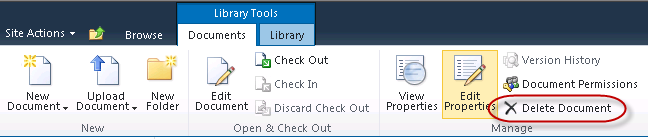 Library Tools
Site Actions
Browse
Documents
Library
New Document
Upload Document
New Folder
New
Edit Document
Check Out
Check In
Discard Check Out
Open & Check Out
View Properties
Edit Properties
Version History
Document Permissions
Delete Document
Manage